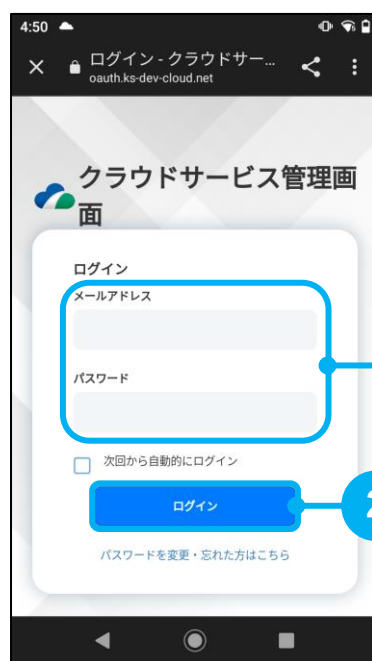 4:50
ログイン - クラウドサー...
oauth.ks-dev-cloud.net
クラウドサービス管理画
面
ログイン
メールアドレス
パスワード
次回から自動的にログイン
ログイン
2
パスワードを変更・忘れた方はこちら